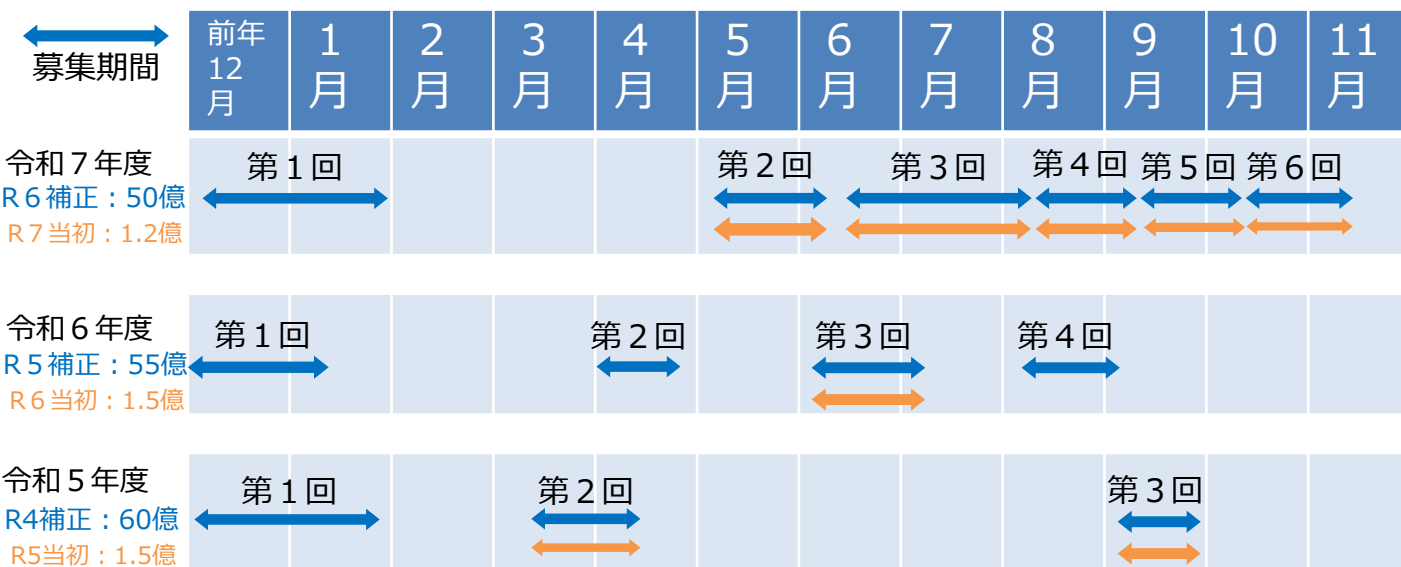 募集期間
前年
12
月
1
月
2
月
3
月
4
月
5
月
6
月
7
月
8
月
9
月
10
月
11
月
令和7年度
R6補正:50億
R7当初:1.2億
第1回
第2回
第3回
第4回
第5回
第6回
令和6年度
R5補正:55億
R6当初:1.5億
第1回
第2回
第3回
第4回
令和5年度
R4補正:60億
R5当初:1.5億
第1回
第2回
第3回